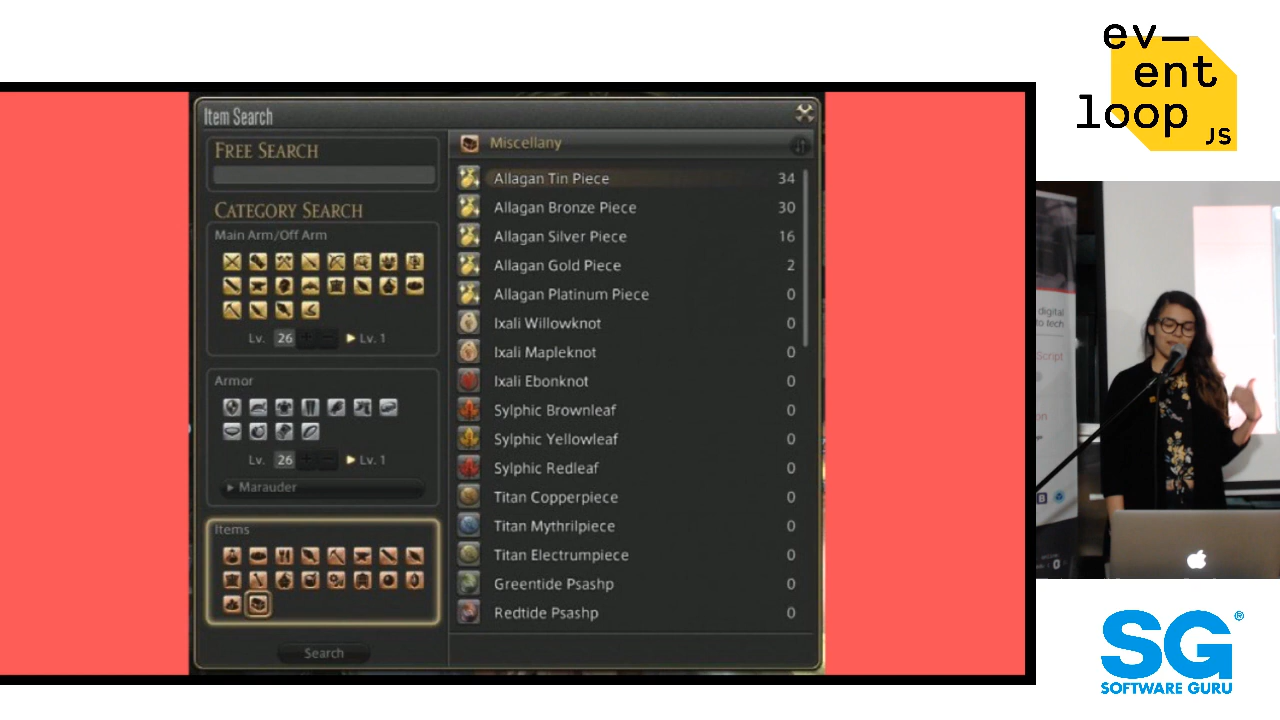 Item Search
FREE SEARCH
CATEGORY SEARCH
Main Arm/Off Arm
Lv. 26 Lv. 1
Armor
Lv. 26 Lv. 1
Marauder
Items
Search
Miscellany
Allagan Tin Piece 34
Allagan Bronze Piece 30
Allagan Silver Piece 16
Allagan Gold Piece 2
Allagan Platinum Piece 0
Ixali Willowknot 0
Ixali Mapleknot 0
Ixali Ebonknot 0
Sylphic Brownleaf 0
Sylphic Yellowleaf 0
Sylphic Redleaf 0
Titan Copperpiece 0
Titan Mythrilpiece 0
Titan Electrumpiece 0
Greentide Psashp 0
Redtide Psashp 0
ev—
ent
loop
JS
digital
to tech
Script
SG®
SOFTWARE GURU